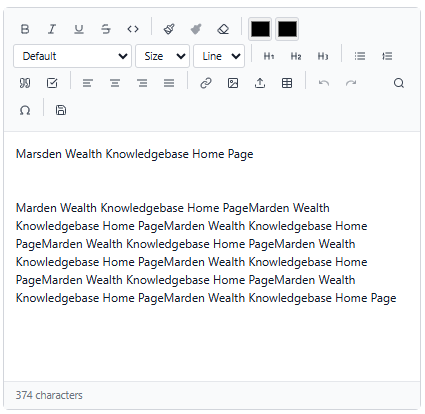 Default Size Line H1 H2 H3
Marsden Wealth Knowledgebase Home Page
Marden Wealth Knowledgebase Home PageMarden Wealth
Knowledgebase Home PageMarden Wealth Knowledgebase Home
PageMarden Wealth Knowledgebase Home PageMarden Wealth
Knowledgebase Home PageMarden Wealth Knowledgebase Home
PageMarden Wealth Knowledgebase Home PageMarden Wealth
Knowledgebase Home PageMarden Wealth Knowledgebase Home Page
374 characters